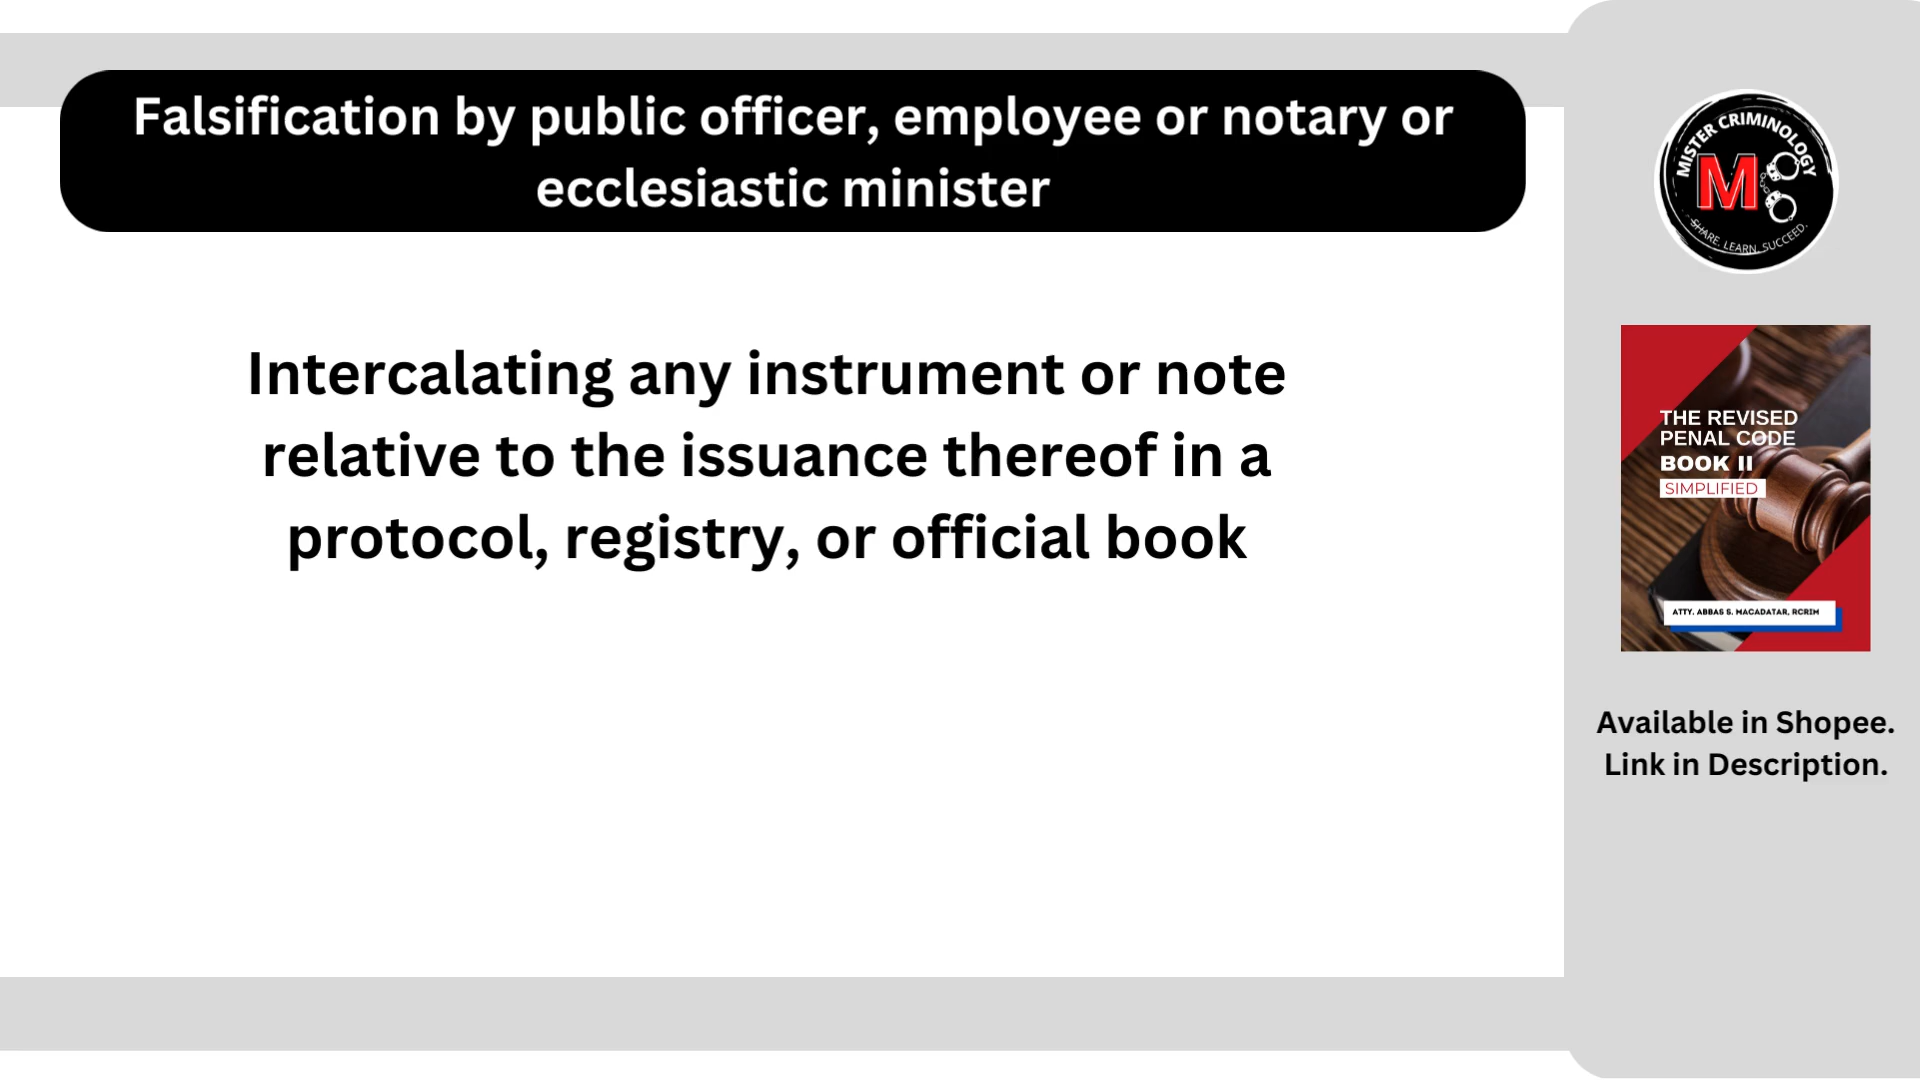 Falsification by public officer, employee or notary or
ecclesiastic minister
Intercalating any instrument or note
relative to the issuance thereof in a
protocol, registry, or official book
MISTER CRIMINOLOGY
M
SHARE. LEARN. SUCCEED.
THE REVISED
PENAL CODE
BOOK II
SIMPLIFIED
ATTY. ABBAS S. MACADATAR, RCRIM
Available in Shopee.
Link in Description.